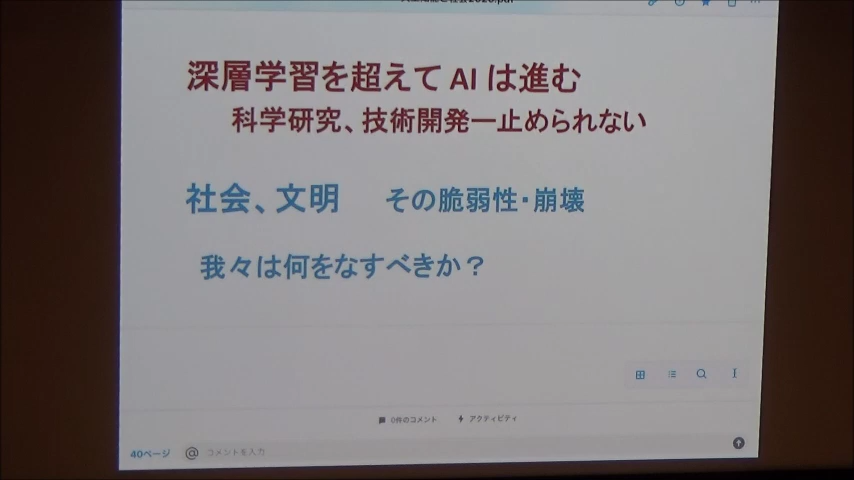 深層学習を超えて AI は進む
科学研究、技術開発ー止められない
社会、文明 その脆弱性・崩壊
我々は何をなすべきか？
0件のコメント アクティビティ
40ページ @ コメントを入力